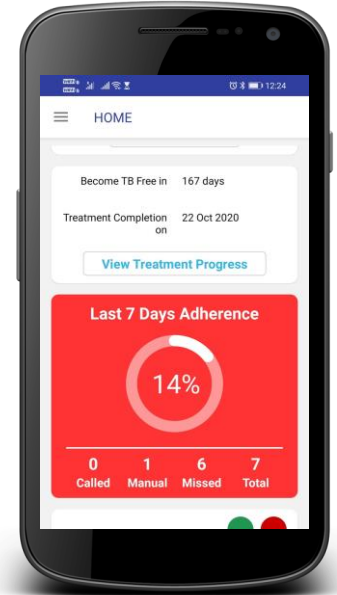 12:24
HOME
Become TB Free in 167 days
Treatment Completion 22 Oct 2020
on
View Treatment Progress
Last 7 Days Adherence
14%
0 1 6 7
Called Manual Missed Total